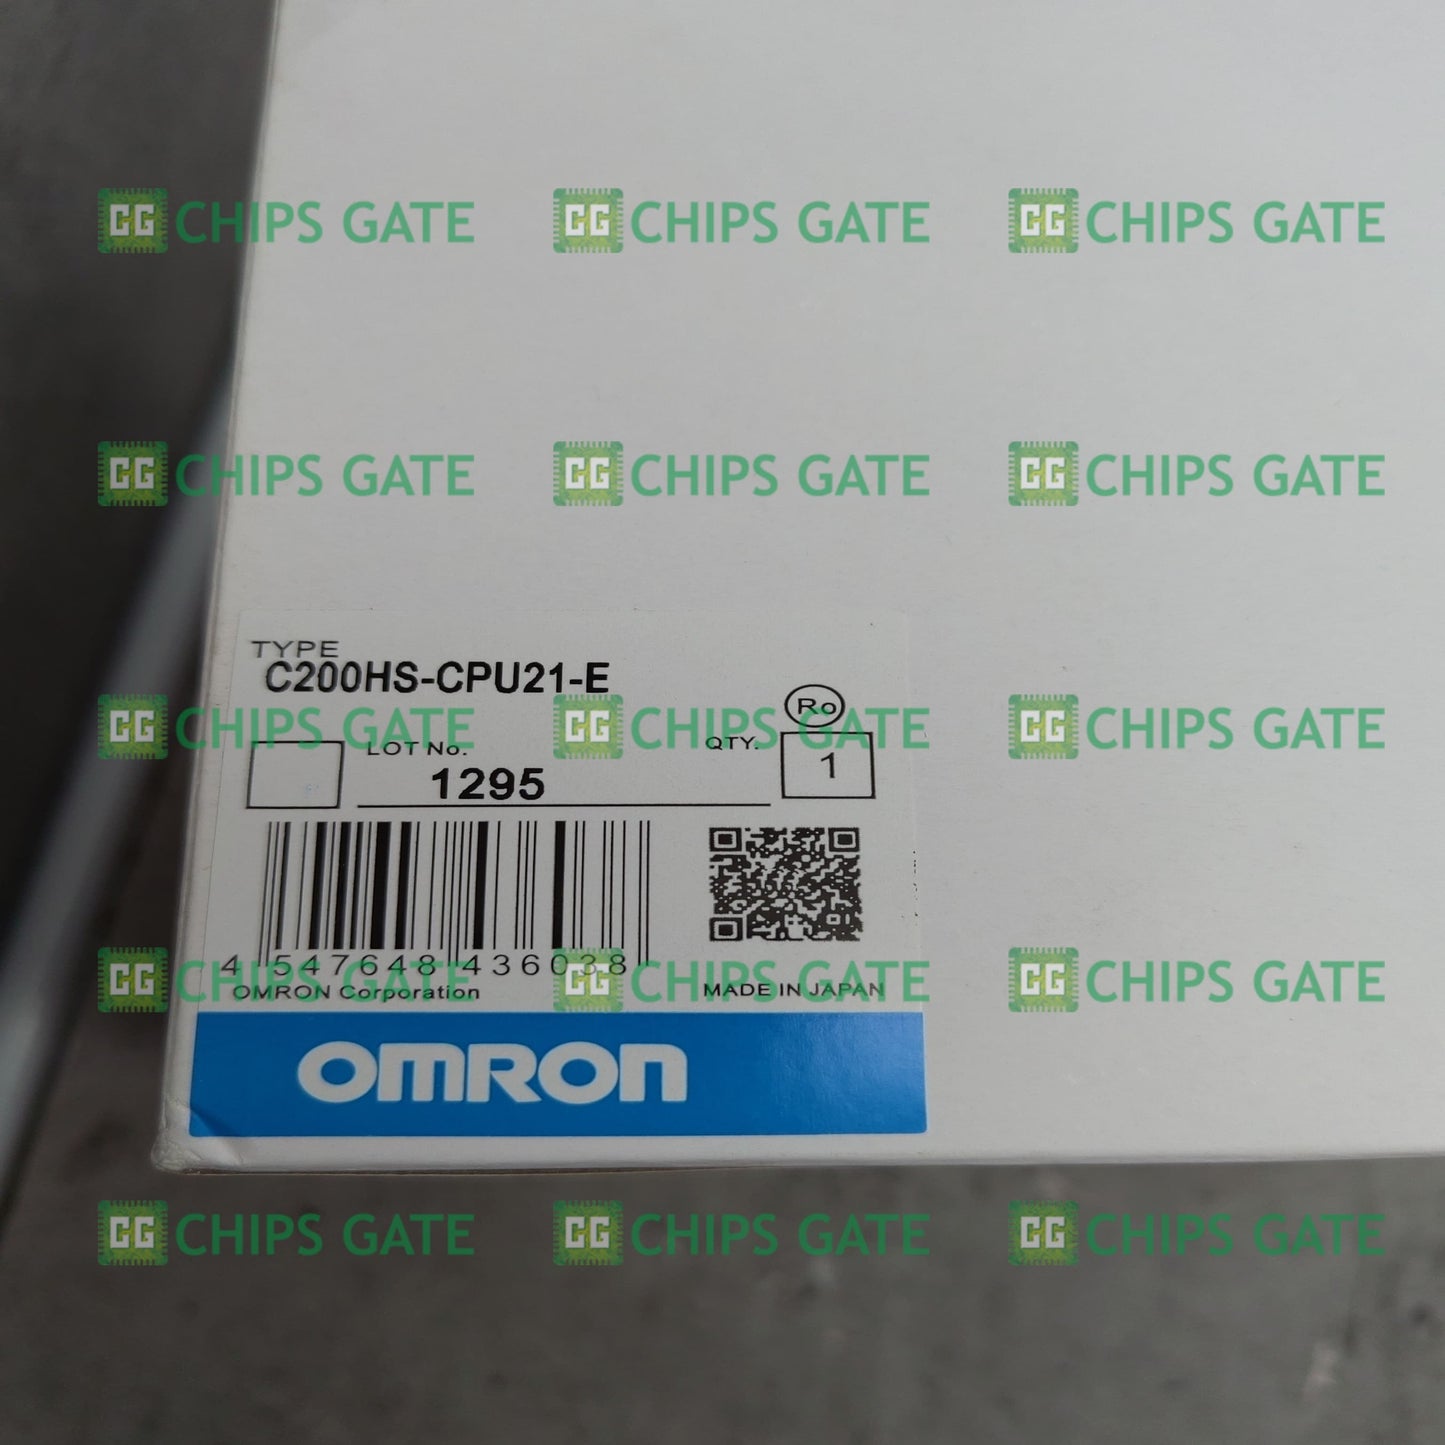 CG CHIPS GATE CG CHIPS GATE CG CHIPS GATE
CG CHIPS GATE CG CHIPS GATE CG CHIPS GATE
TYPE
C200HS-CPU21-E
Ro
CG CHIPS GATE CG CHIPS GATE CG CHIPS GATE
LOT No.
QTY.
1295
1
4 547648 436038
CG CHIPS GATE CG CHIPS GATE CG CHIPS GATE
OMRON Corporation
MADE IN JAPAN
OMRON
CG CHIPS GATE CG CHIPS GATE CG CHIPS GATE